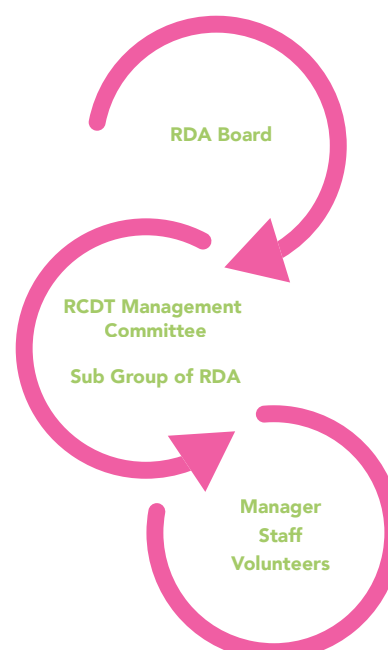 RDA Board
RCDT Management
Committee
Sub Group of RDA
Manager
Staff
Volunteers